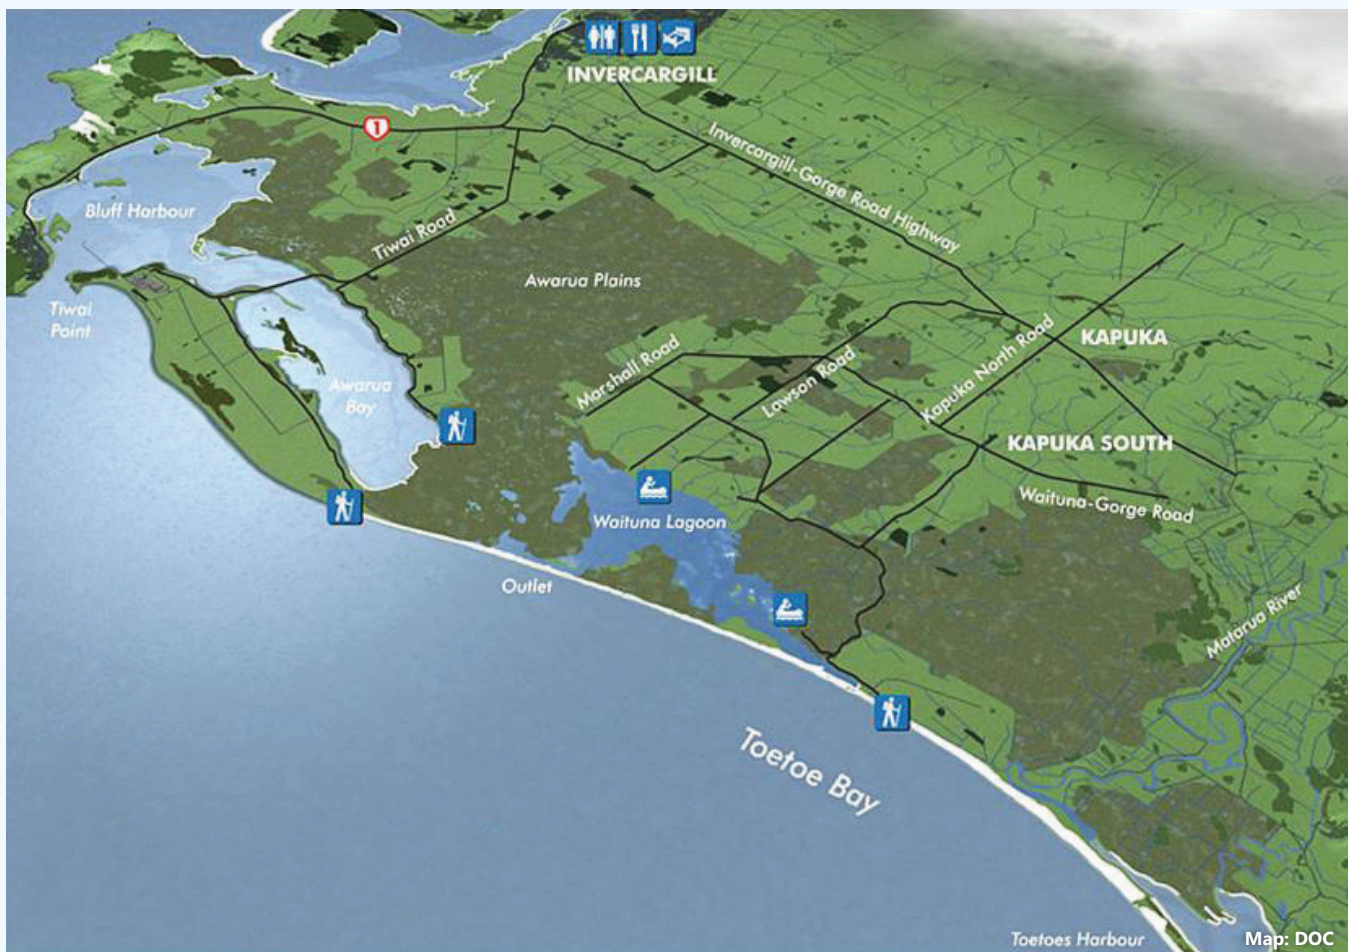 INVERCARGILL
1
Invercargill-Gorge Road Highway
Bluff Harbour
Tiwai Road
Awarua Plains
Tiwai
Point
KAPUKA
Marshall Road
Lawson Road
Kapuka North Road
Awarua
Bay
KAPUKA SOUTH
Waituna-Gorge Road
Waituna Lagoon
Outlet
Matarua River
Toetoe Bay
Toetoes Harbour
Map: DOC